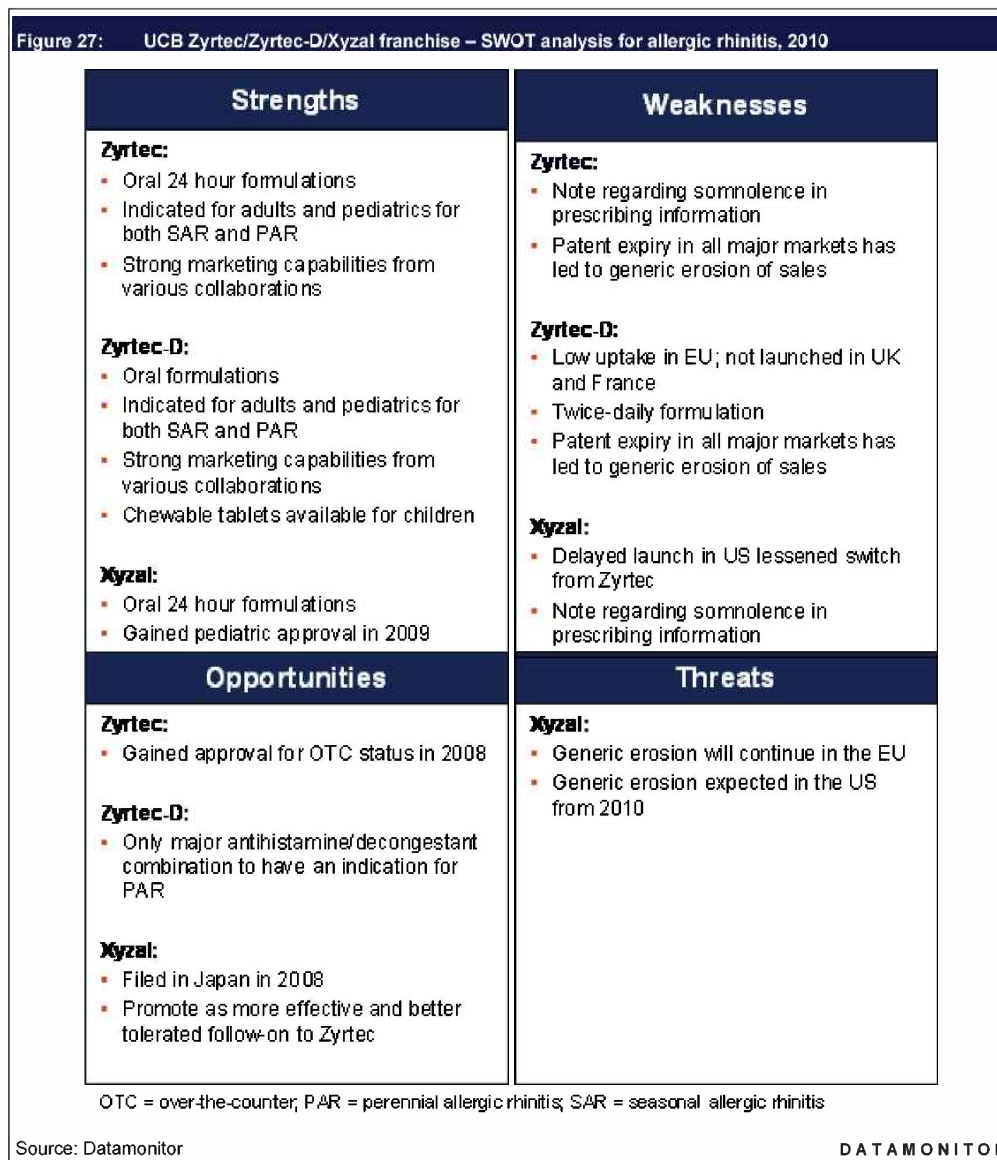 Figure 27: UCB Zyrtec/Zyrtec-D/Xyzal franchise – SWOT analysis for allergic rhinitis, 2010
Strengths
Zyrtec:
▪ Oral 24 hour formulations
▪ Indicated for adults and pediatrics for
both SAR and PAR
▪ Strong marketing capabilities from
various collaborations
Zyrtec-D:
▪ Oral formulations
▪ Indicated for adults and pediatrics for
both SAR and PAR
▪ Strong marketing capabilities from
various collaborations
▪ Chewable tablets available for children
Xyzal:
▪ Oral 24 hour formulations
▪ Gained pediatric approval in 2009
Weaknesses
Zyrtec:
▪ Note regarding somnolence in
prescribing information
▪ Patent expiry in all major markets has
led to generic erosion of sales
Zyrtec-D:
▪ Low uptake in EU; not launched in UK
and France
▪ Twice-daily formulation
▪ Patent expiry in all major markets has
led to generic erosion of sales
Xyzal:
▪ Delayed launch in US lessened switch
from Zyrtec
▪ Note regarding somnolence in
prescribing information
Opportunities
Zyrtec:
▪ Gained approval for OTC status in 2008
Zyrtec-D:
▪ Only major antihistamine/decongestant
combination to have an indication for
PAR
Xyzal:
▪ Filed in Japan in 2008
▪ Promote as more effective and better
tolerated follow-on to Zyrtec
Threats
Xyzal:
▪ Generic erosion will continue in the EU
▪ Generic erosion expected in the US
from 2010
OTC = over-the-counter; PAR = perennial allergic rhinitis; SAR = seasonal allergic rhinitis
Source: Datamonitor
DATAMONITOR